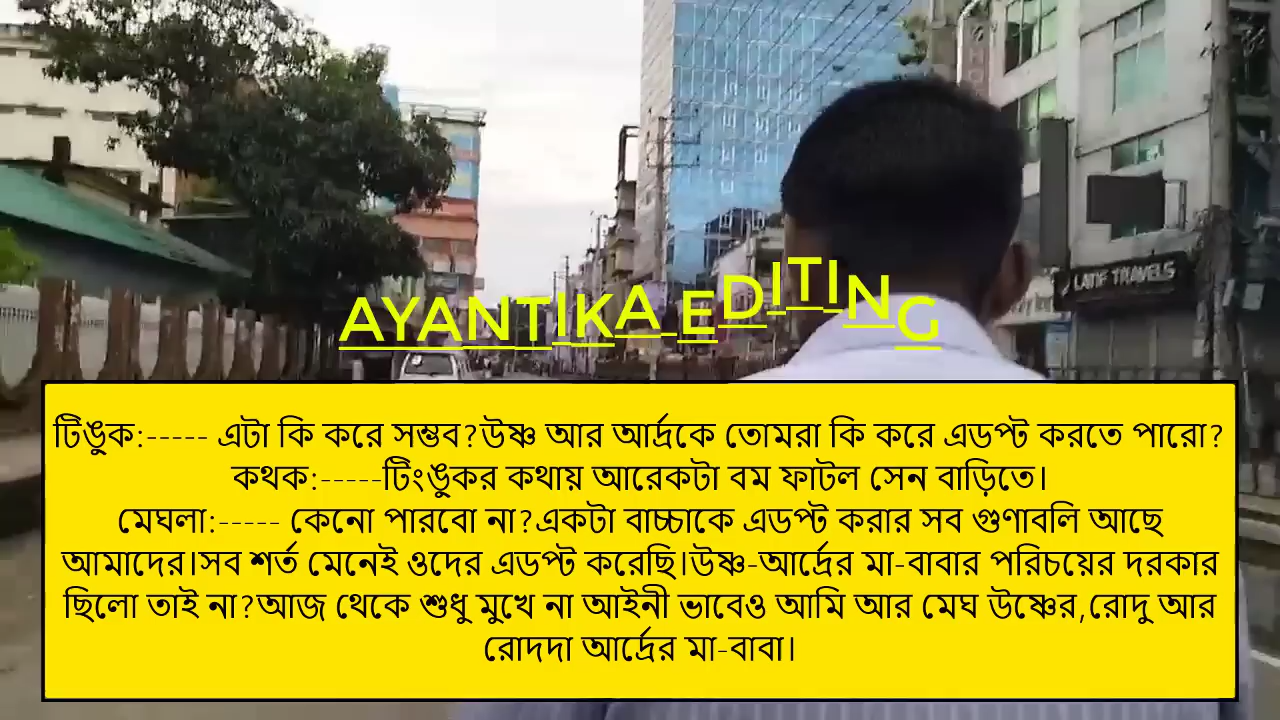 LATIF TRAVELS
AYANTIKA EDITING
টিঙুক:----- এটা কি করে সম্ভব?উষ্ণ আর আর্দ্রকে তোমরা কি করে এডপ্ট করতে পারো?
কথক:-----টিংঙুকর কথায় আরেকটা বম ফাটল সেন বাড়িতে।
মেঘলা:----- কেনো পারবো না?একটা বাচ্চাকে এডপ্ট করার সব গুণাবলি আছে
আমাদের।সব শর্ত মেনেই ওদের এডপ্ট করেছি।উষ্ণ-আর্দ্রের মা-বাবার পরিচয়ের দরকার
ছিলো তাই না?আজ থেকে শুধু মুখে না আইনী ভাবেও আমি আর মেঘ উষ্ণের,রোদু আর
রোদদা আর্দ্রের মা-বাবা।